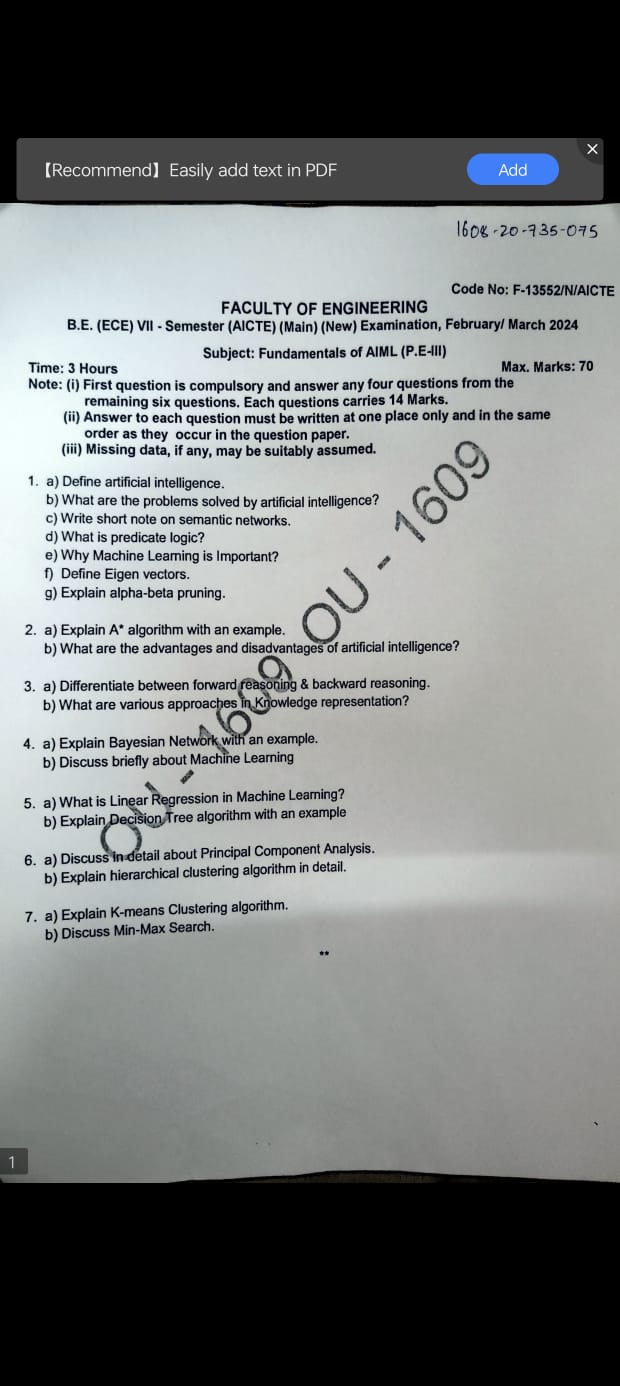 【Recommend】 Easily add text in PDF
Add
1608-20-735-075
Code No: F-13552/N/AICTE
FACULTY OF ENGINEERING
B.E. (ECE) VII - Semester (AICTE) (Main) (New) Examination, February/ March 2024
Subject: Fundamentals of AIML (P.E-III)
Time: 3 Hours Max. Marks: 70
Note: (i) First question is compulsory and answer any four questions from the
remaining six questions. Each questions carries 14 Marks.
(ii) Answer to each question must be written at one place only and in the same
order as they occur in the question paper.
(iii) Missing data, if any, may be suitably assumed.
1. a) Define artificial intelligence.
b) What are the problems solved by artificial intelligence?
c) Write short note on semantic networks.
d) What is predicate logic?
e) Why Machine Learning is Important?
f) Define Eigen vectors.
g) Explain alpha-beta pruning.
2. a) Explain A* algorithm with an example.
b) What are the advantages and disadvantages of artificial intelligence?
3. a) Differentiate between forward reasoning & backward reasoning.
b) What are various approaches in Knowledge representation?
4. a) Explain Bayesian Network with an example.
b) Discuss briefly about Machine Learning
5. a) What is Linear Regression in Machine Learning?
b) Explain Decision Tree algorithm with an example
6. a) Discuss in detail about Principal Component Analysis.
b) Explain hierarchical clustering algorithm in detail.
7. a) Explain K-means Clustering algorithm.
b) Discuss Min-Max Search.
**
OU - 1609 OU - 1609
1